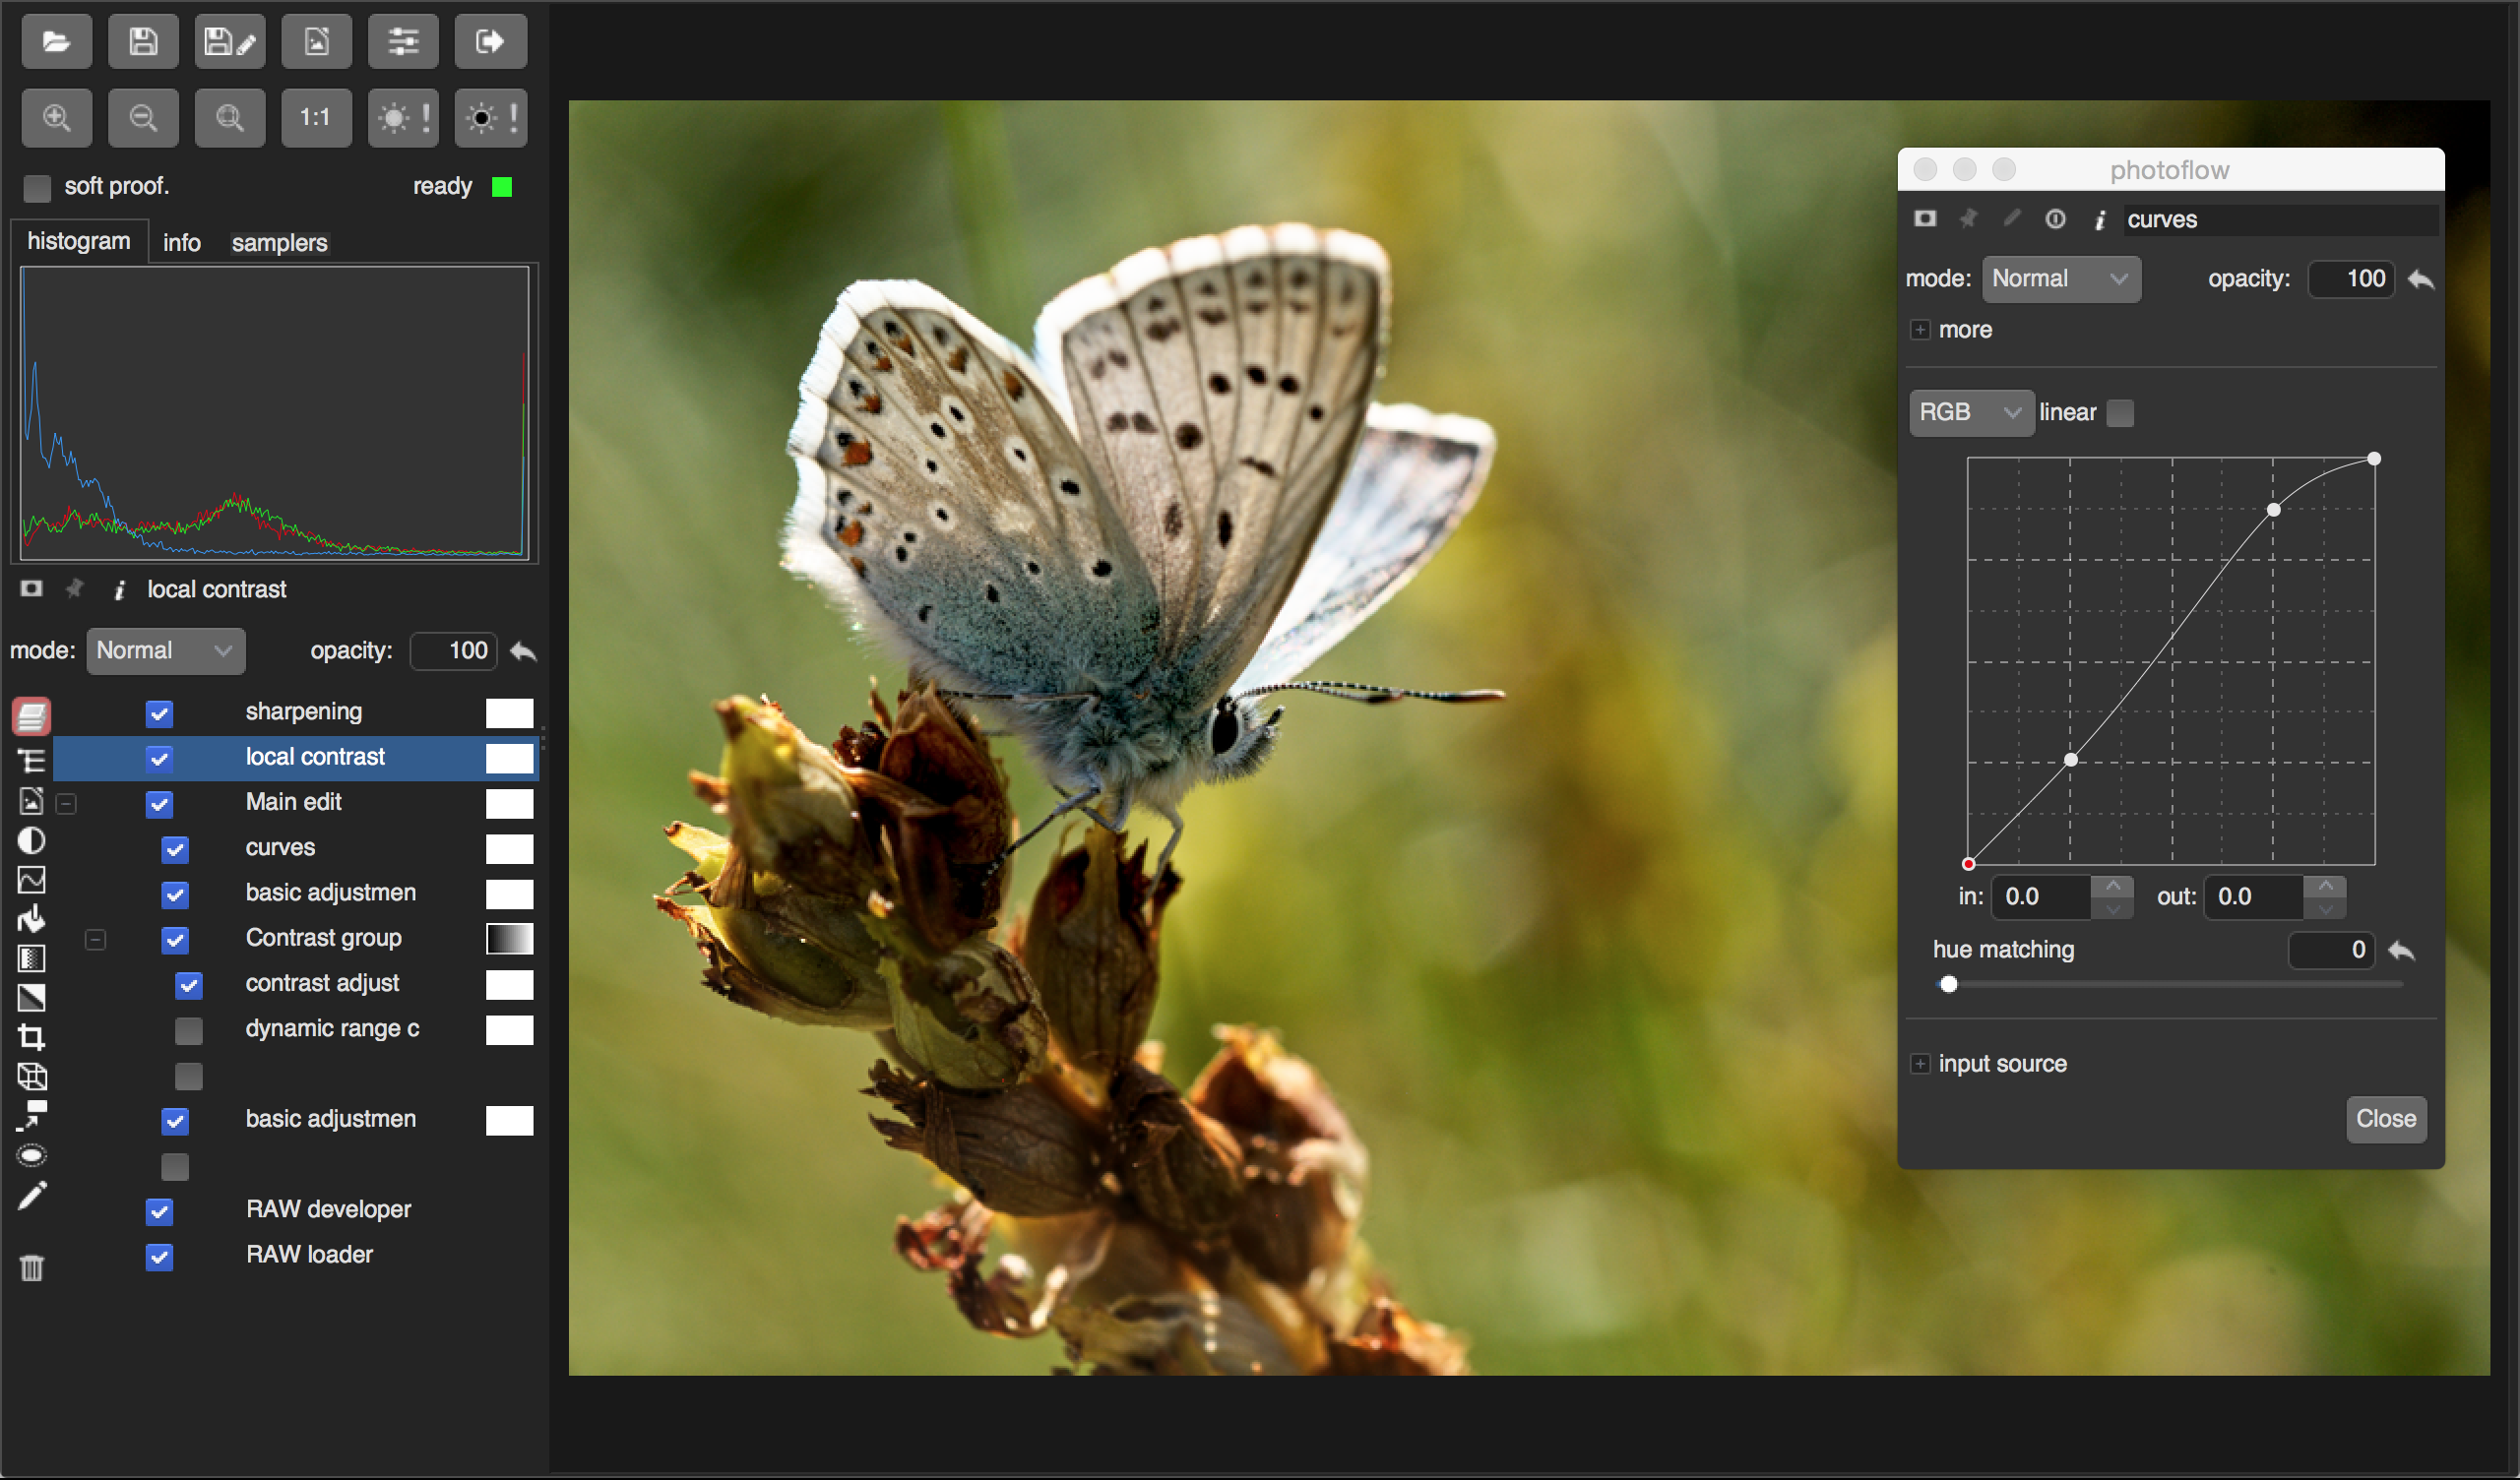 1:1
soft proof.
ready
histogram
info
samplers
local contrast
mode:
Normal
opacity:
100
sharpening
local contrast
Main edit
curves
basic adjustmen
Contrast group
contrast adjust
dynamic range c
basic adjustmen
RAW developer
RAW loader
photoflow
curves
mode:
Normal
opacity:
100
more
RGB
linear
in:
0.0
out:
0.0
hue matching
0
input source
Close